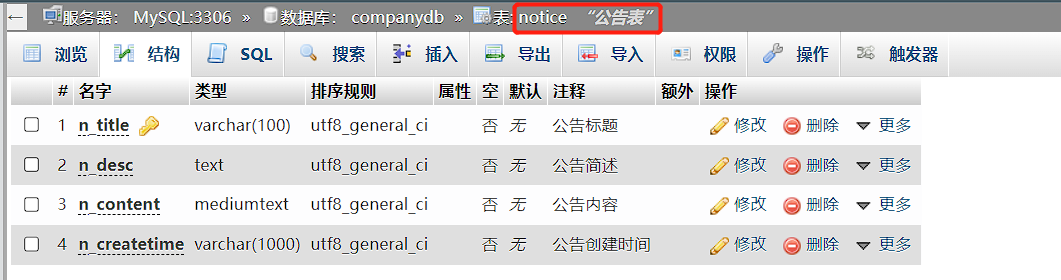 ← 服务器: MySQL:3306 » 数据库: companydb » 表: notice “公告表”
浏览 结构 SQL 搜索 插入 导出 导入 权限 操作 触发器
# 名字 类型 排序规则 属性 空 默认 注释 额外 操作
1 n_title varchar(100) utf8_general_ci 否 无 公告标题 修改 删除 更多
2 n_desc text utf8_general_ci 否 无 公告简述 修改 删除 更多
3 n_content mediumtext utf8_general_ci 否 无 公告内容 修改 删除 更多
4 n_createtime varchar(1000) utf8_general_ci 否 无 公告创建时间 修改 删除 更多